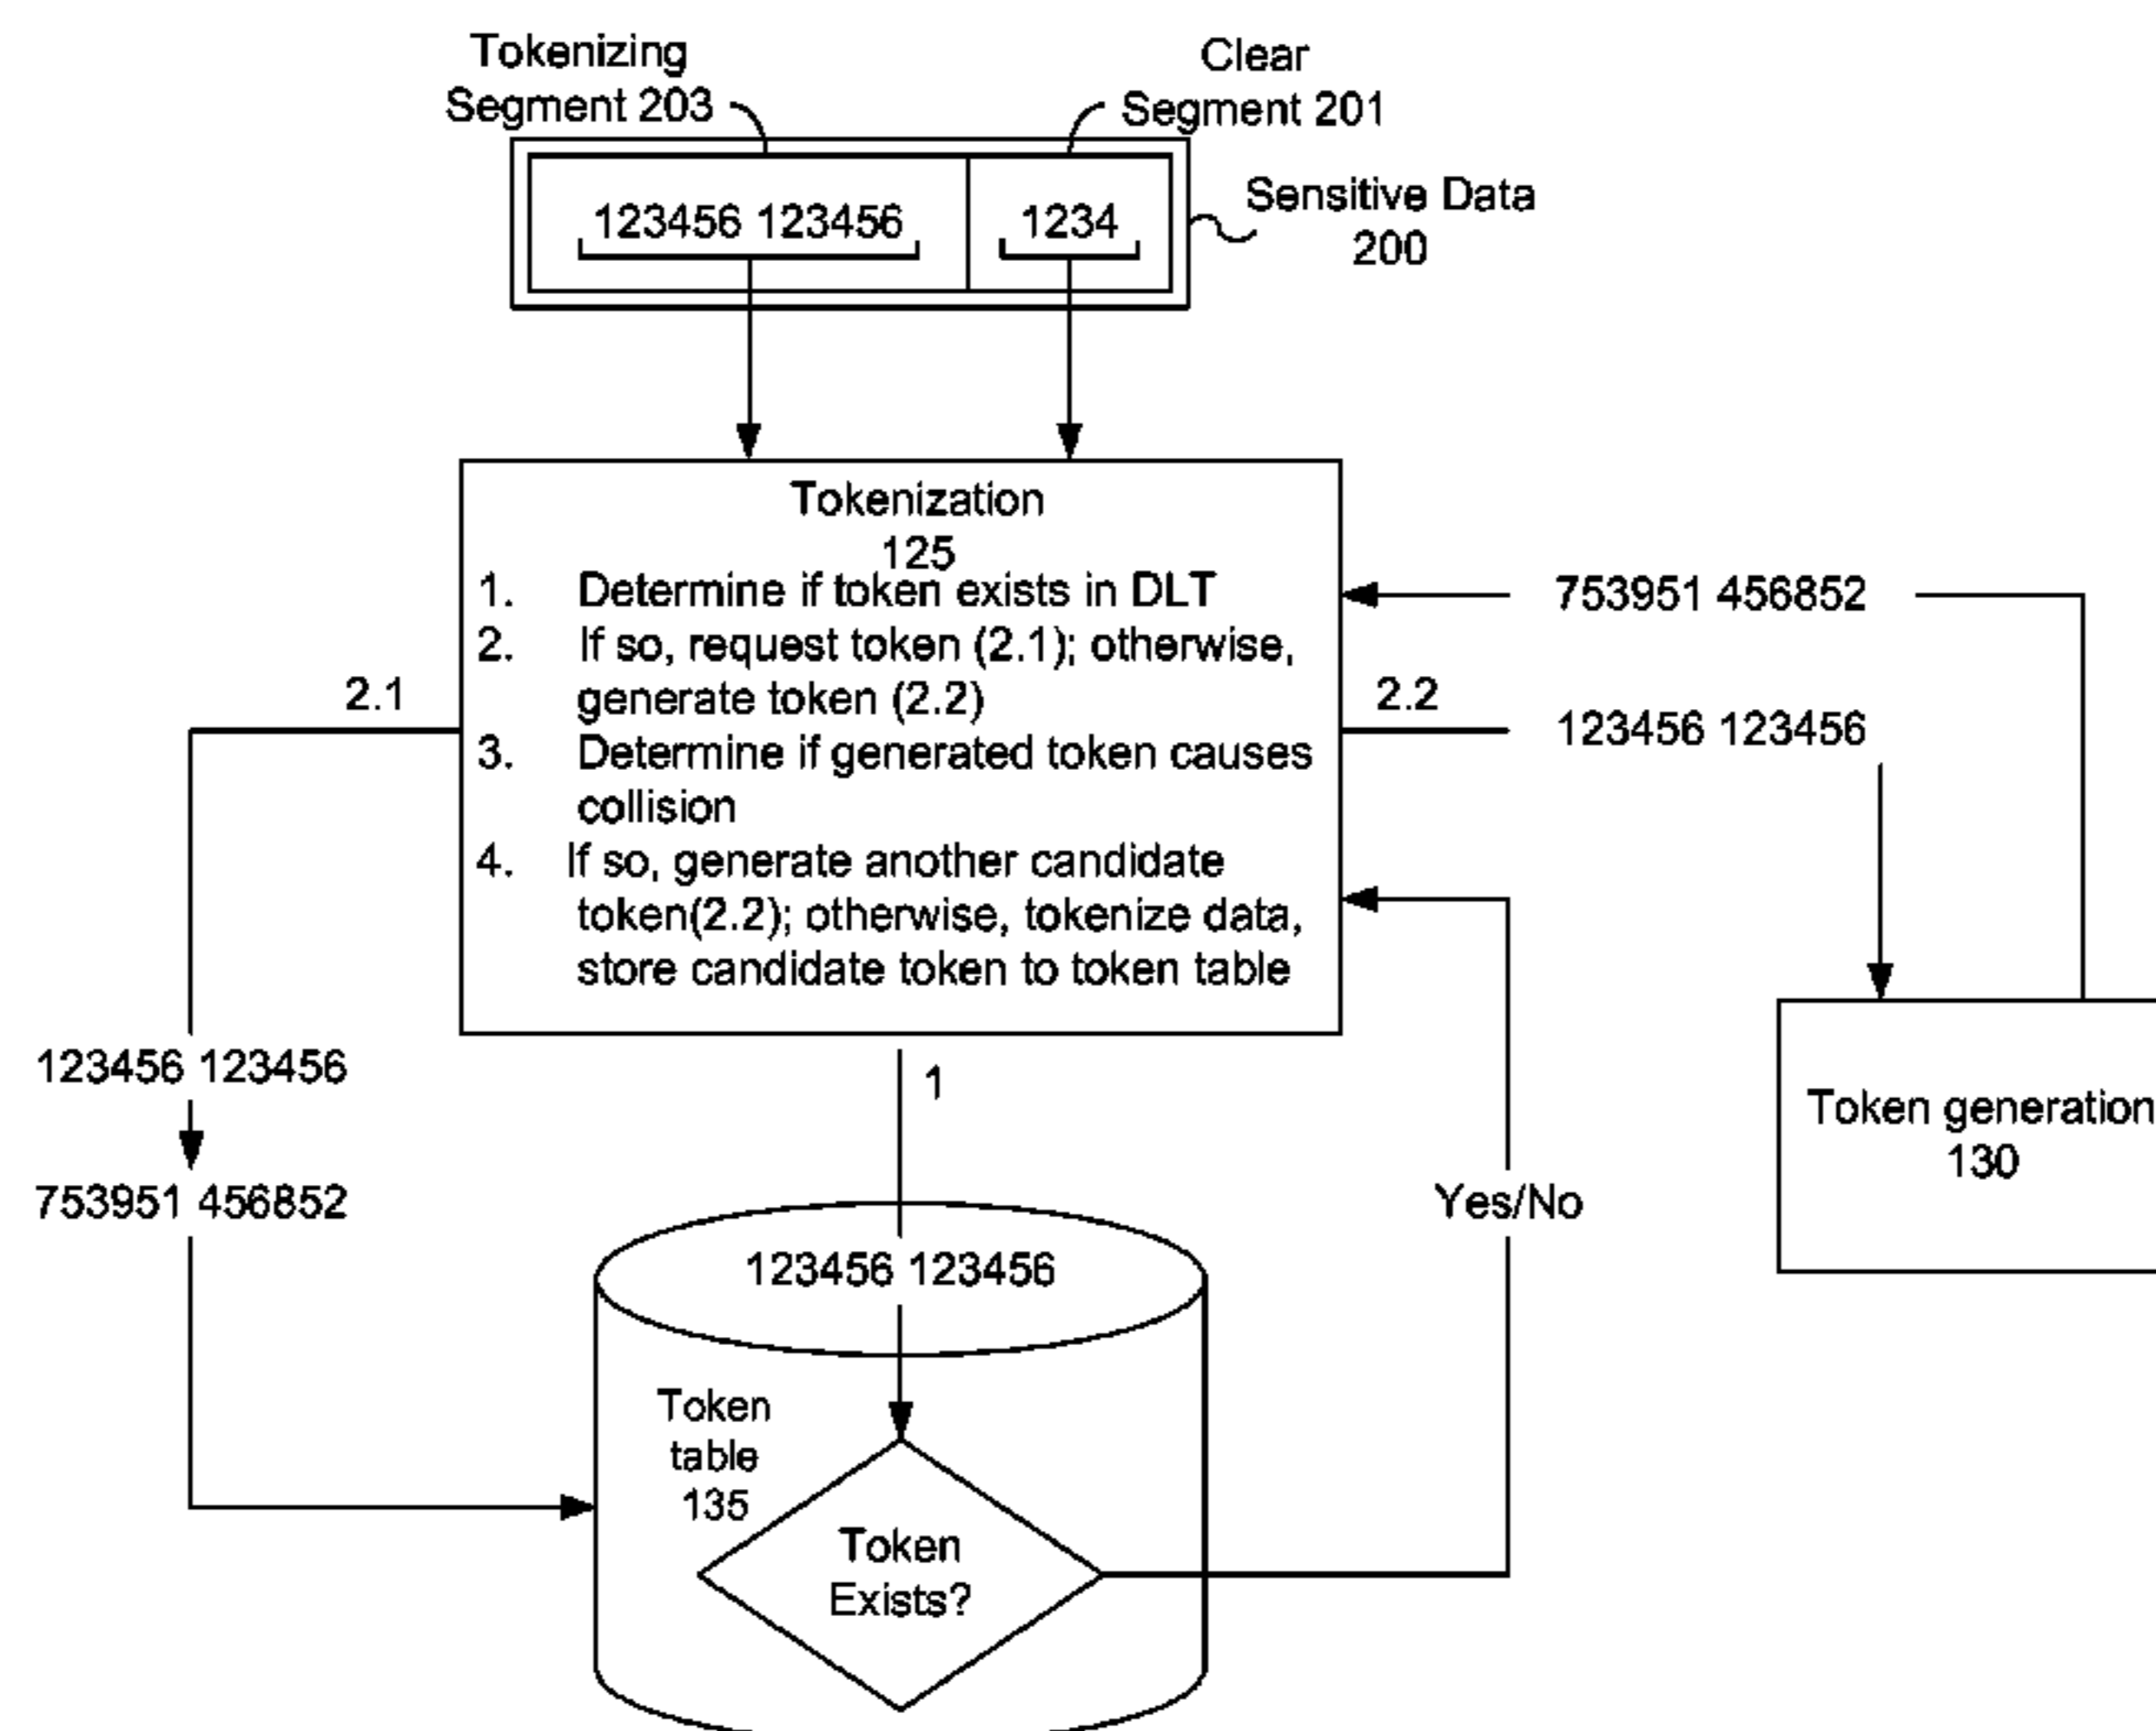 Tokenizing
Segment 203
Clear
Segment 201
123456 123456
1234
Sensitive Data
200
Tokenization
125
1. Determine if token exists in DLT
2. If so, request token (2.1); otherwise,
generate token (2.2)
3. Determine if generated token causes
collision
4. If so, generate another candidate
token(2.2); otherwise, tokenize data,
store candidate token to token table
753951 456852
2.1
2.2
123456 123456
123456 123456
753951 456852
1
Token generation
130
Yes/No
123456 123456
Token
table
135
Token
Exists?